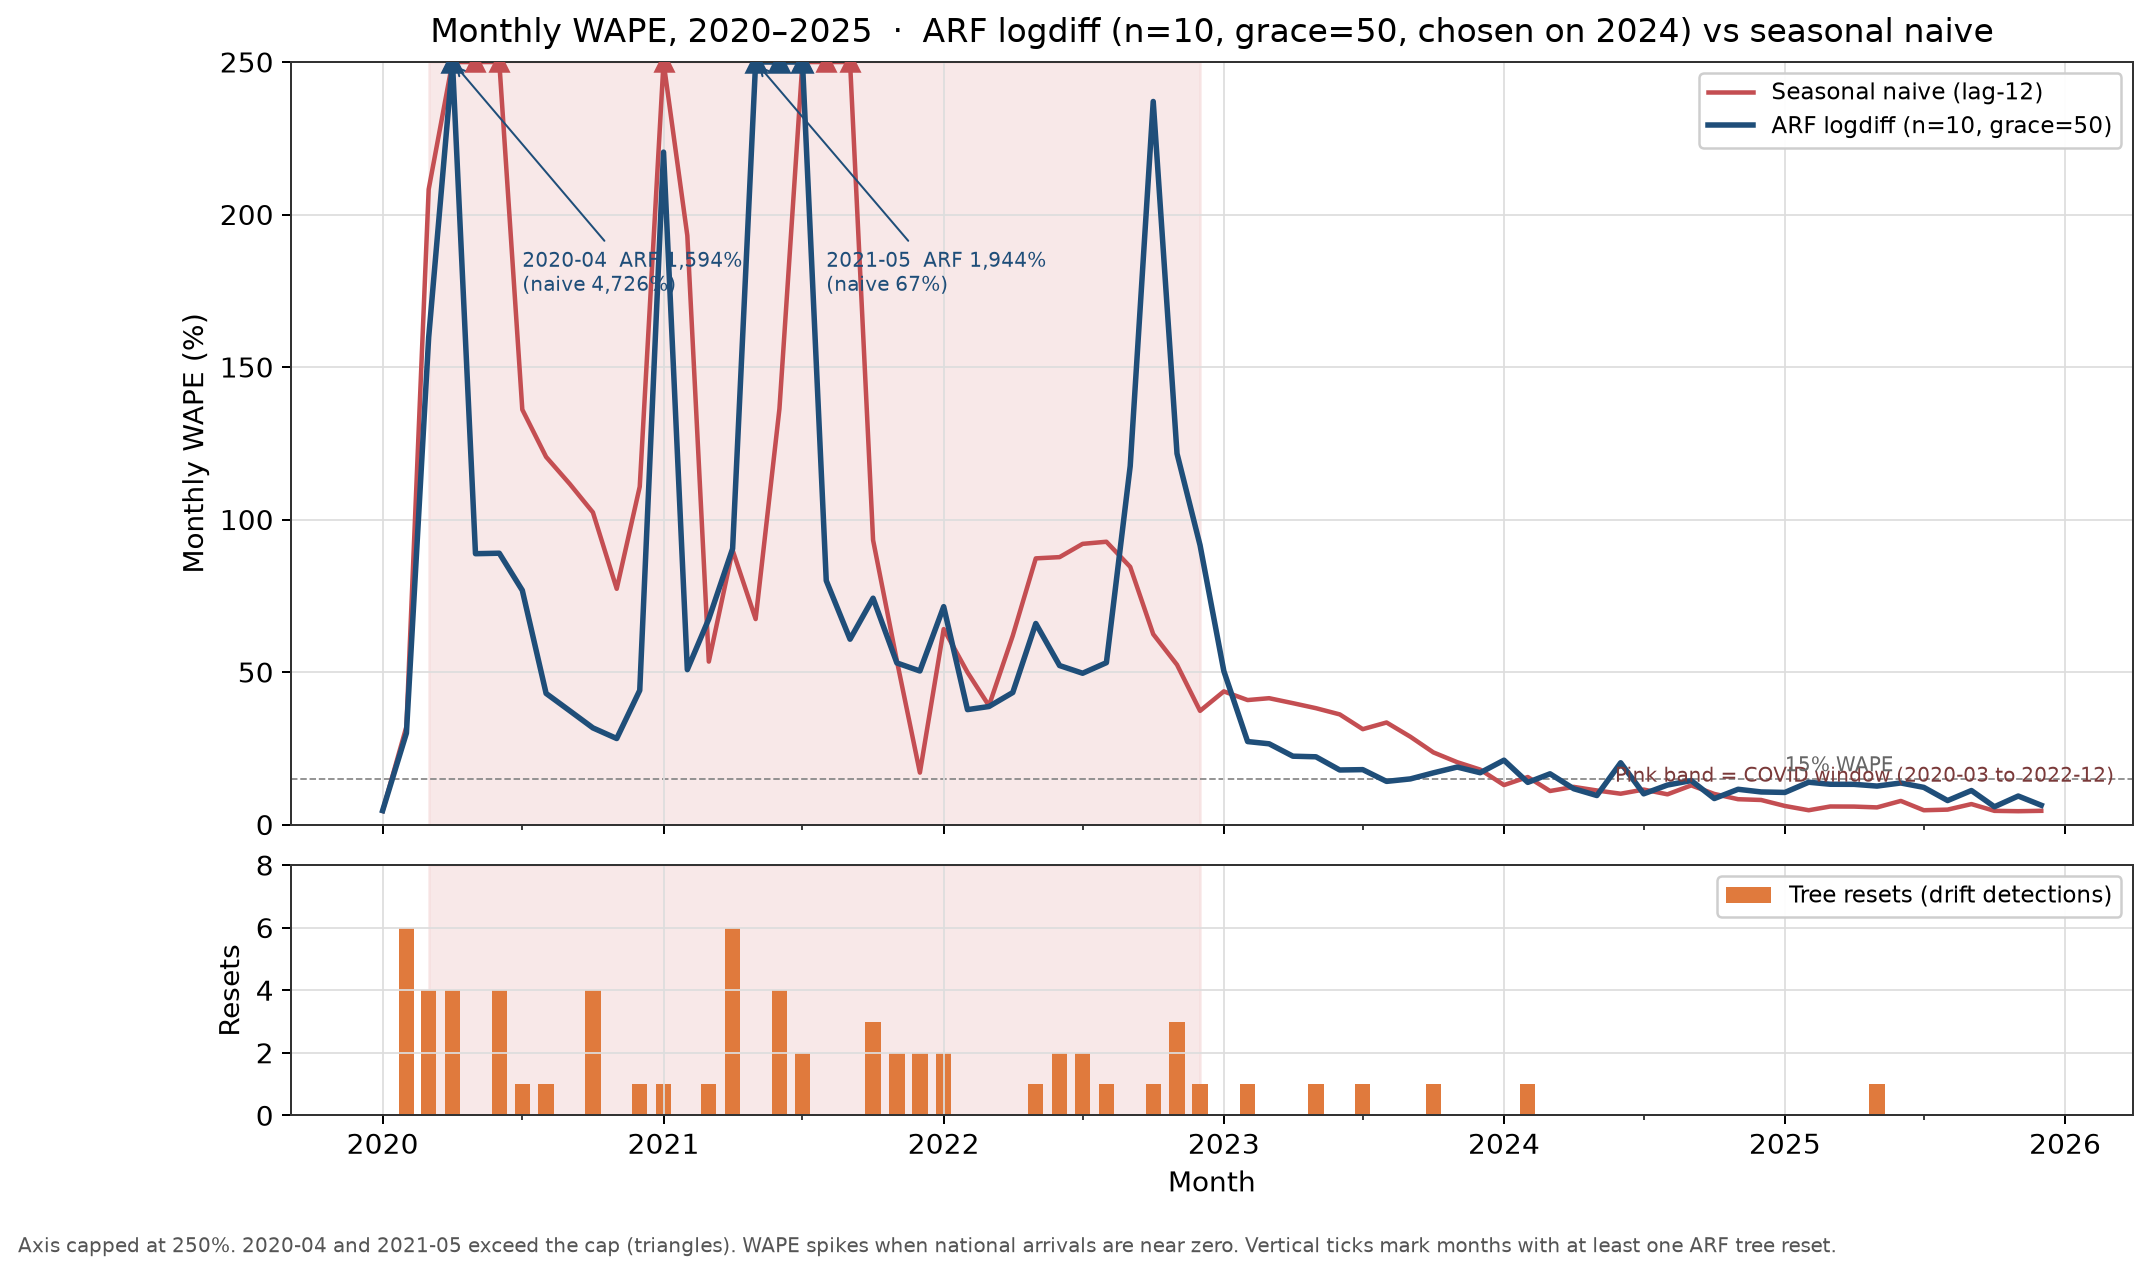 Monthly WAPE, 2020–2025 · ARF logdiff (n=10, grace=50, chosen on 2024) vs seasonal naive
Monthly WAPE (%)
250
200
150
100
50
0
Seasonal naive (lag-12)
ARF logdiff (n=10, grace=50)
2020-04 ARF 1,594%
(naive 4,726%)
2021-05 ARF 1,944%
(naive 67%)
15% WAPE
Pink band = COVID window (2020-03 to 2022-12)
Resets
8
6
4
2
0
Tree resets (drift detections)
2020 2021 2022 2023 2024 2025 2026
Month
Axis capped at 250%. 2020-04 and 2021-05 exceed the cap (triangles). WAPE spikes when national arrivals are near zero. Vertical ticks mark months with at least one ARF tree reset.